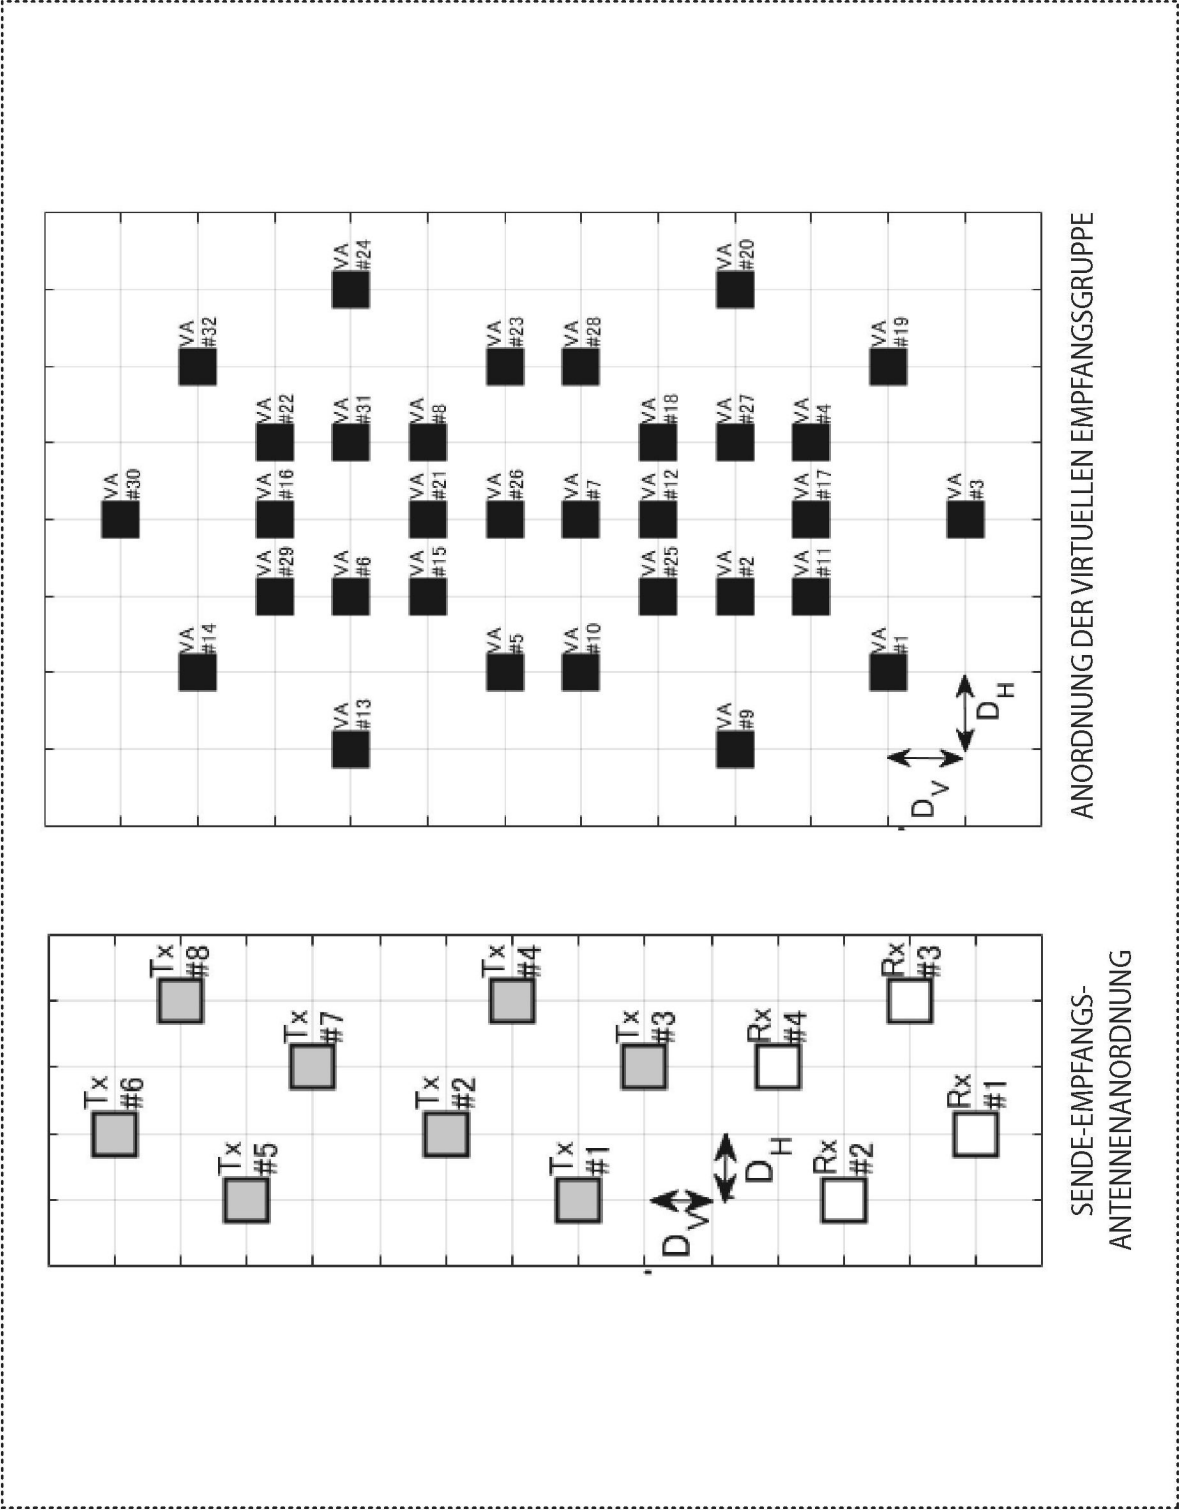 Tx
#6
Tx
#8
Tx
#5
Tx
#7
Tx
#2
Tx
#4
Tx
#1
Tx
#3
DV
DH
Rx
#4
Rx
#2
Rx
#3
Rx
#1
SENDE-EMPFANGS-
ANTENNENANORDNUNG
VA
#30
VA
#14
VA
#32
VA
#29
VA
#16
VA
#22
VA
#13
VA
#6
VA
#31
VA
#24
VA
#15
VA
#21
VA
#8
VA
#5
VA
#26
VA
#23
VA
#10
VA
#7
VA
#28
VA
#25
VA
#12
VA
#18
VA
#9
VA
#2
VA
#27
VA
#20
VA
#11
VA
#17
VA
#4
VA
#1
VA
#19
DV
VA
#3
DH
ANORDNUNG DER VIRTUELLEN EMPFANGSGRUPPE